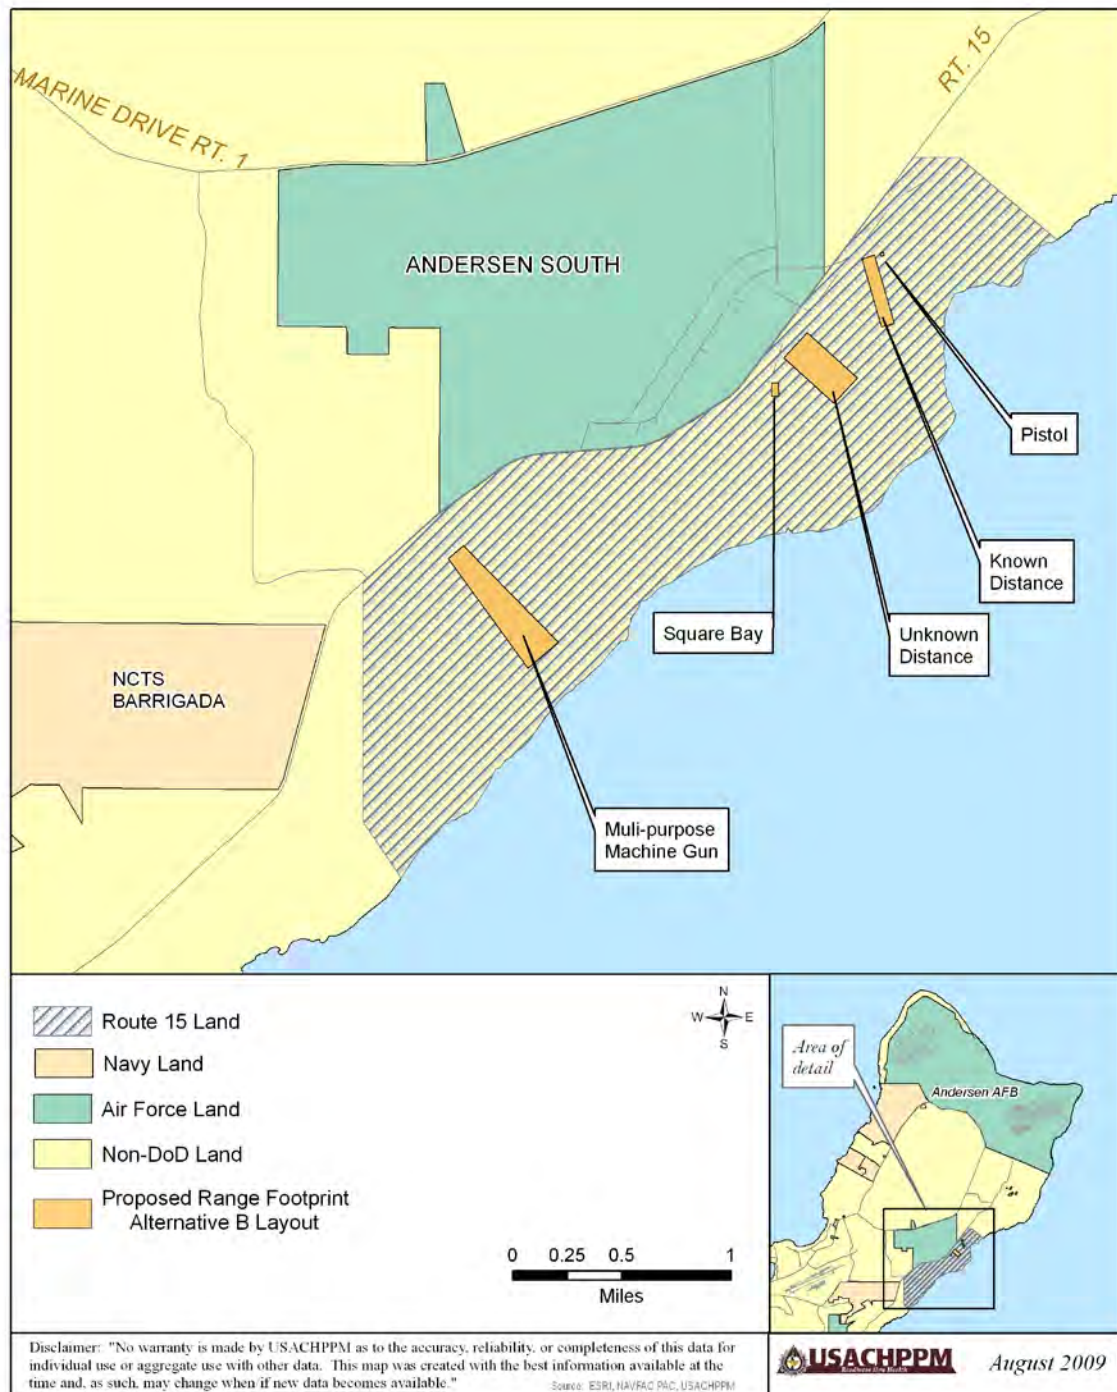 MARINE DRIVE RT. 1
RT. 15
ANDERSEN SOUTH
Pistol
Known
Distance
Unknown
Distance
Square Bay
NCTS
BARRIGADA
Muli-purpose
Machine Gun
Route 15 Land
Navy Land
Air Force Land
Non-DoD Land
Proposed Range Footprint
Alternative B Layout
N
W E
S
0 0.25 0.5 1
Miles
Area of
detail
Andersen AFB
Disclaimer: "No warranty is made by USACHPPM as to the accuracy, reliability, or completeness of this data for
individual use or aggregate use with other data. This map was created with the best information available at the
time and, as such, may change when/if new data becomes available."
Source: ESRI, NAVFAC PAC, USACHPPM
USACHPPM
August 2009